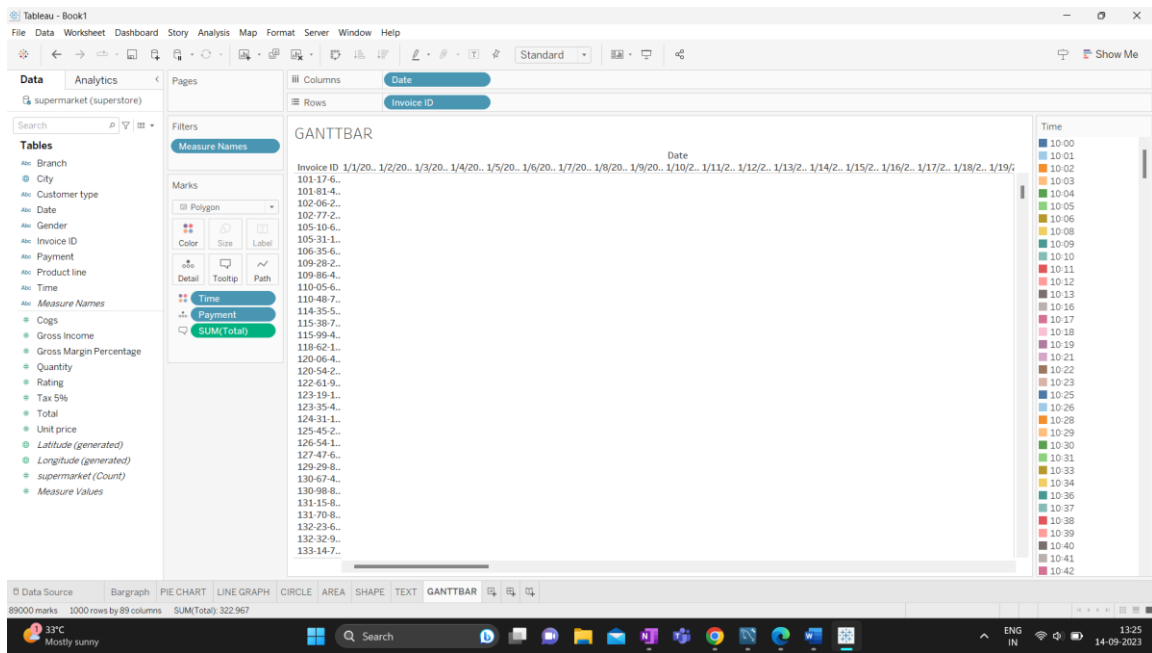 Tableau - Book1
File Data Worksheet Dashboard Story Analysis Map Format Server Window Help
Standard
Show Me
Data Analytics
supermarket (superstore)
Search
Tables
Abc Branch
City
Abc Customer type
Abc Date
Abc Gender
Abc Invoice ID
Abc Payment
Abc Product line
Abc Time
Abc Measure Names
# Cogs
Gross Income
Gross Margin Percentage
# Quantity
Rating
# Tax 5%
Total
Unit price
Latitude (generated)
Longitude (generated)
# supermarket (Count)
# Measure Values
Pages
Filters
Measure Names
Marks
Polygon
Color Size Label
Detail Tooltip Path
Time
Payment
SUM(Total)
Columns Date
Rows Invoice ID
GANTTBAR
Date
Invoice ID 1/1/20.. 1/2/20.. 1/3/20.. 1/4/20.. 1/5/20.. 1/6/20.. 1/7/20.. 1/8/20.. 1/9/20.. 1/10/2.. 1/11/2.. 1/12/2.. 1/13/2.. 1/14/2.. 1/15/2.. 1/16/2.. 1/17/2.. 1/18/2.. 1/19/2
101-17-6..
101-81-4..
102-06-2..
102-77-2..
105-10-6..
105-31-1..
106-35-6..
109-28-2..
109-86-4..
110-05-6..
110-48-7..
114-35-5..
115-38-7..
115-99-4..
118-62-1..
120-06-4..
120-54-2..
122-61-9..
123-19-1..
123-35-4..
124-31-1..
125-45-2..
126-54-1..
127-47-6..
129-29-8..
130-67-4..
130-98-8..
131-15-8..
131-70-8..
132-23-6..
132-32-9..
133-14-7..
Time
10:00
10:01
10:02
10:03
10:04
10:05
10:06
10:08
10:09
10:10
10:11
10:12
10:13
10:16
10:17
10:18
10:19
10:21
10:22
10:23
10:25
10:26
10:28
10:29
10:30
10:31
10:33
10:34
10:36
10:37
10:38
10:39
10:40
10:41
10:42
Data Source Bargraph PIE CHART LINE GRAPH CIRCLE AREA SHAPE TEXT GANTTBAR
89000 marks 1000 rows by 89 columns SUM(Total): 322.967
1
33°C
Mostly sunny
Search
ENG
IN
13:25
14-09-2023